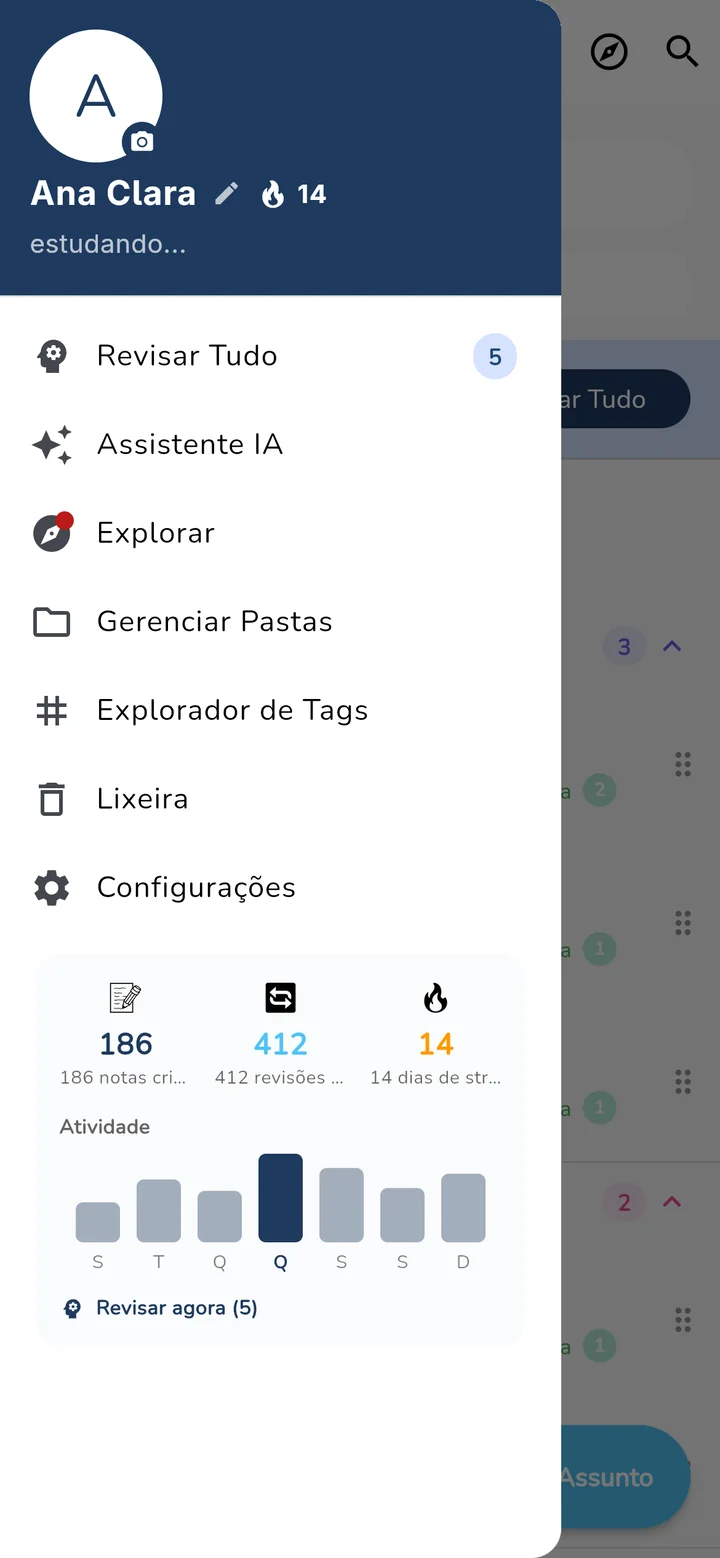 A
Ana Clara 14
estudando...
Revisar Tudo 5
Assistente IA
Explorar
Gerenciar Pastas
Explorador de Tags
Lixeira
Configurações
186 412 14
186 notas cri... 412 revisões ... 14 dias de str...
Atividade
S T Q Q S S D
Revisar agora (5)
ar Tudo
3
a 2
a 1
a 1
2
a 1
Assunto